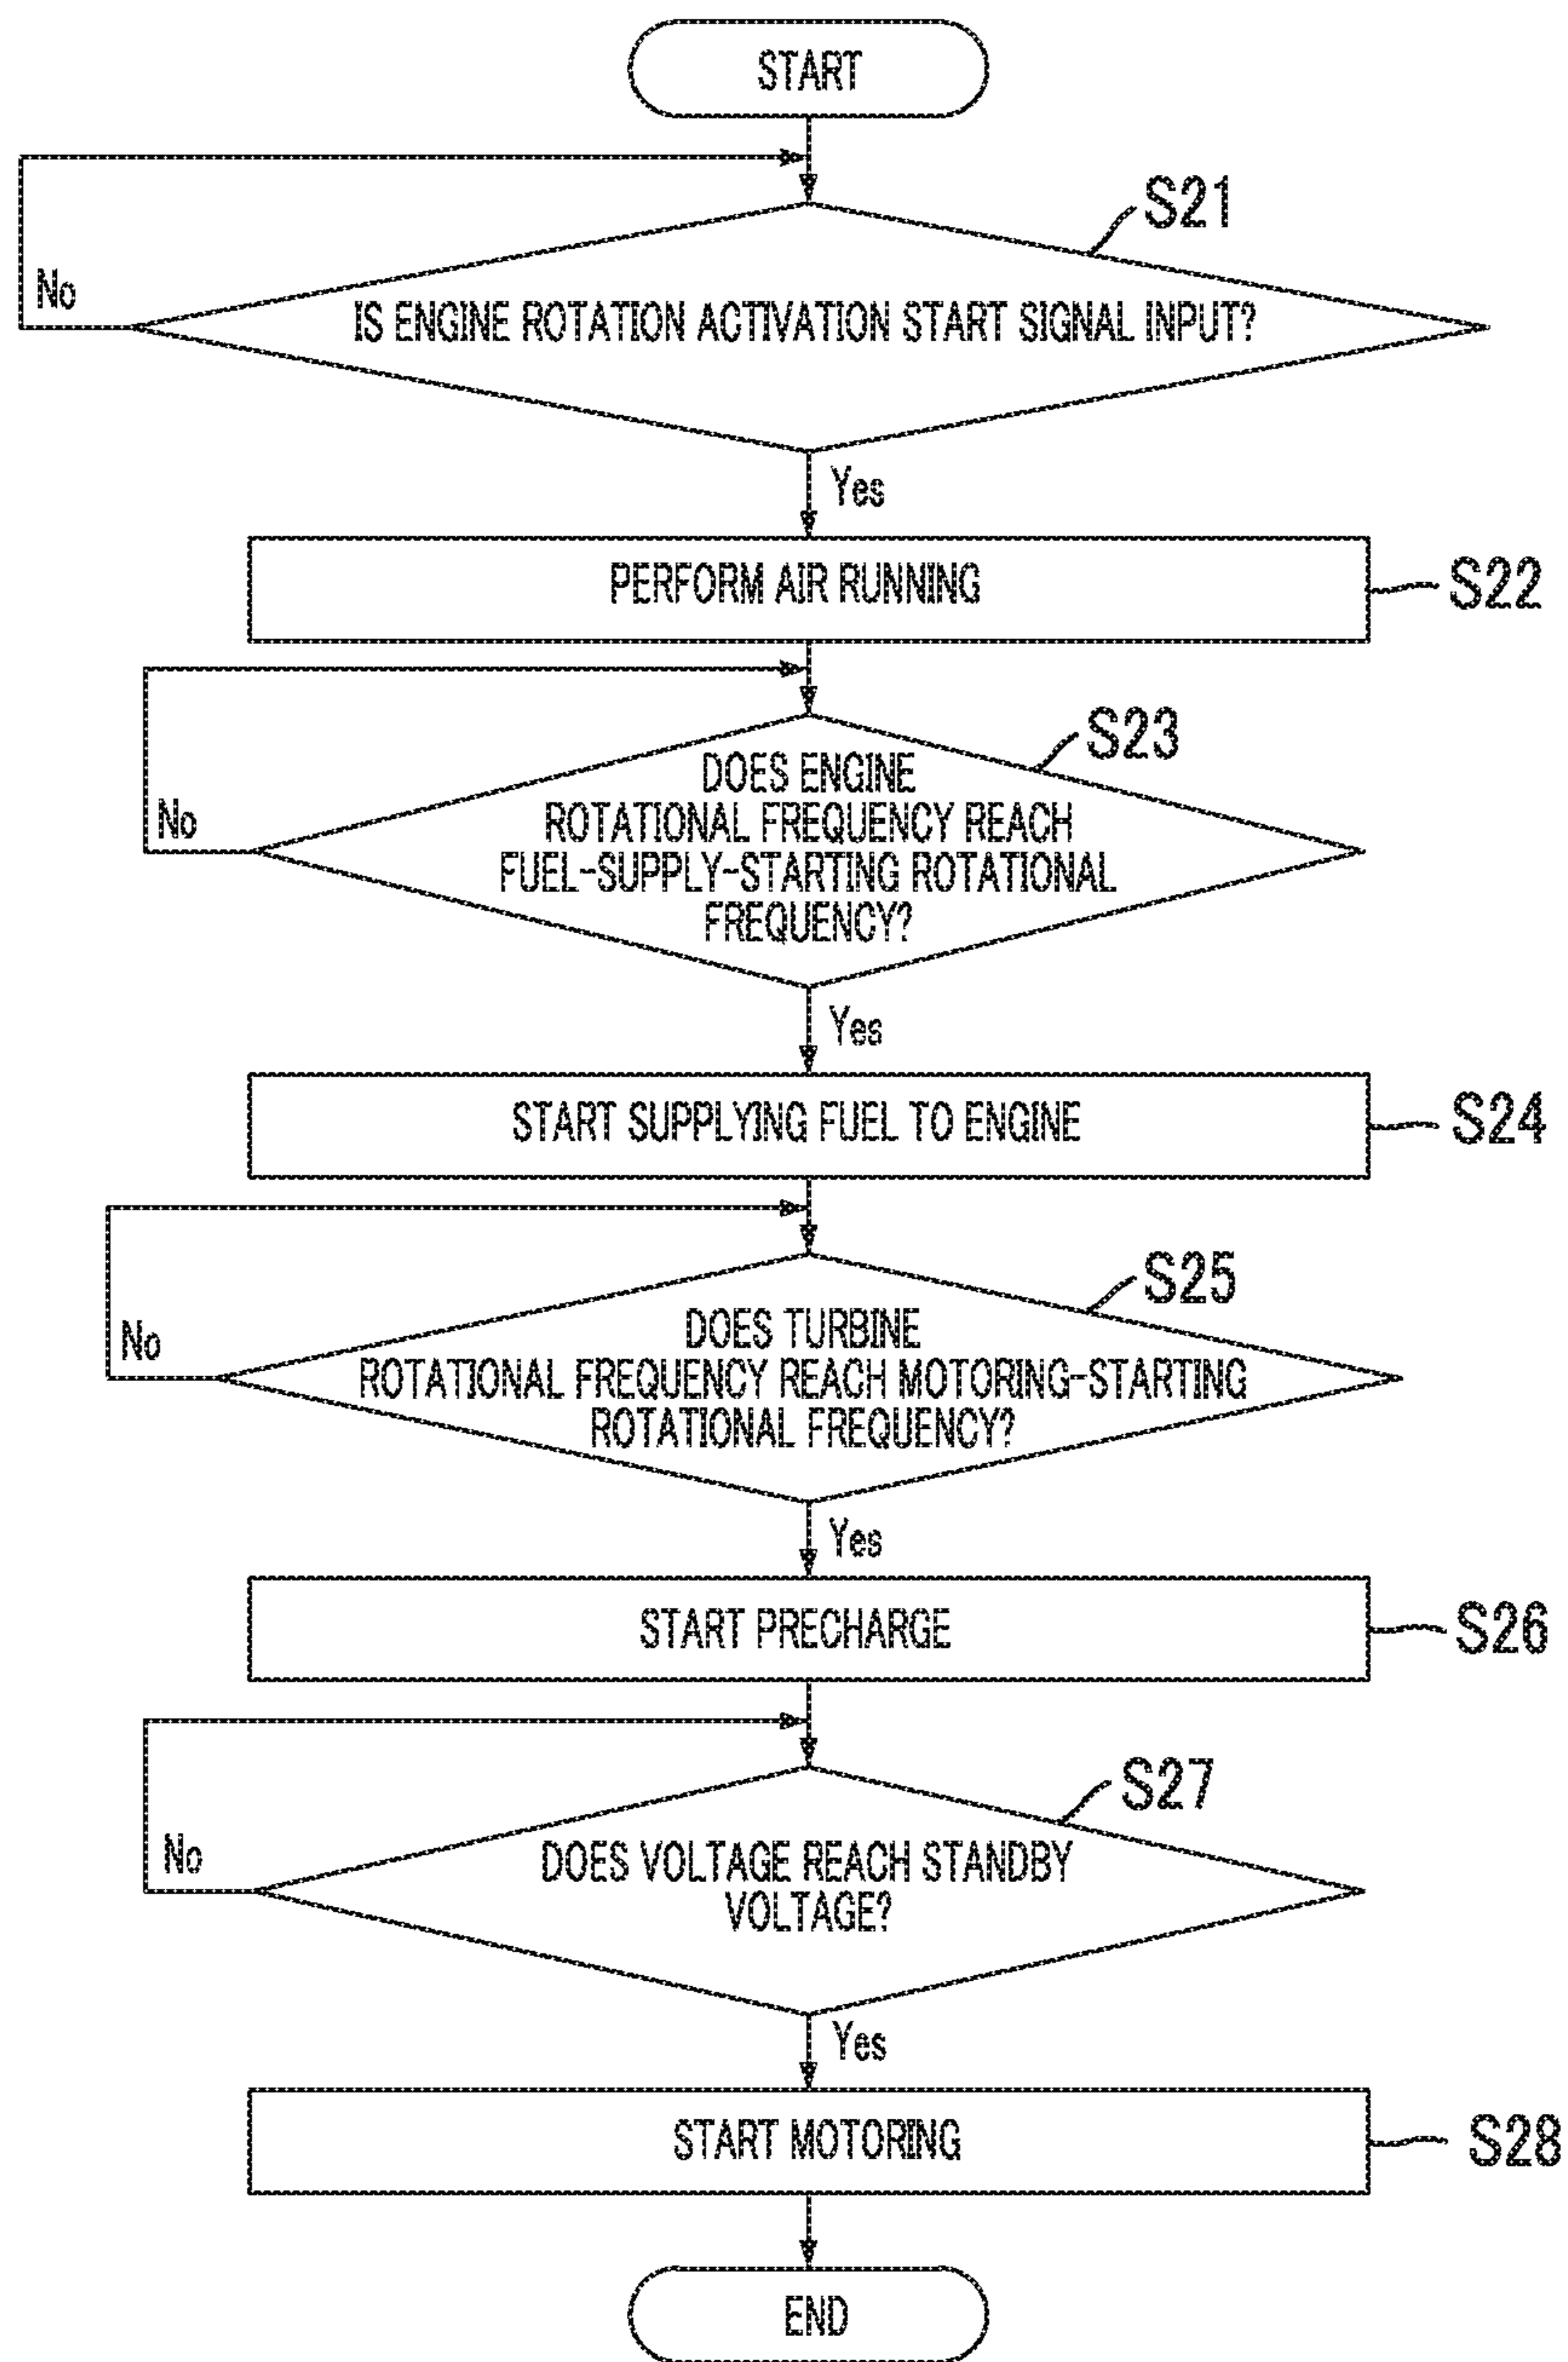 START
S21
No
IS ENGINE ROTATION ACTIVATION START SIGNAL INPUT?
Yes
PERFORM AIR RUNNING
S22
S23
No
DOES ENGINE
ROTATIONAL FREQUENCY REACH
FUEL-SUPPLY-STARTING ROTATIONAL
FREQUENCY?
Yes
START SUPPLYING FUEL TO ENGINE
S24
S25
No
DOES TURBINE
ROTATIONAL FREQUENCY REACH MOTORING-STARTING
ROTATIONAL FREQUENCY?
Yes
START PRECHARGE
S26
S27
No
DOES VOLTAGE REACH STANDBY
VOLTAGE?
Yes
START MOTORING
S28
END